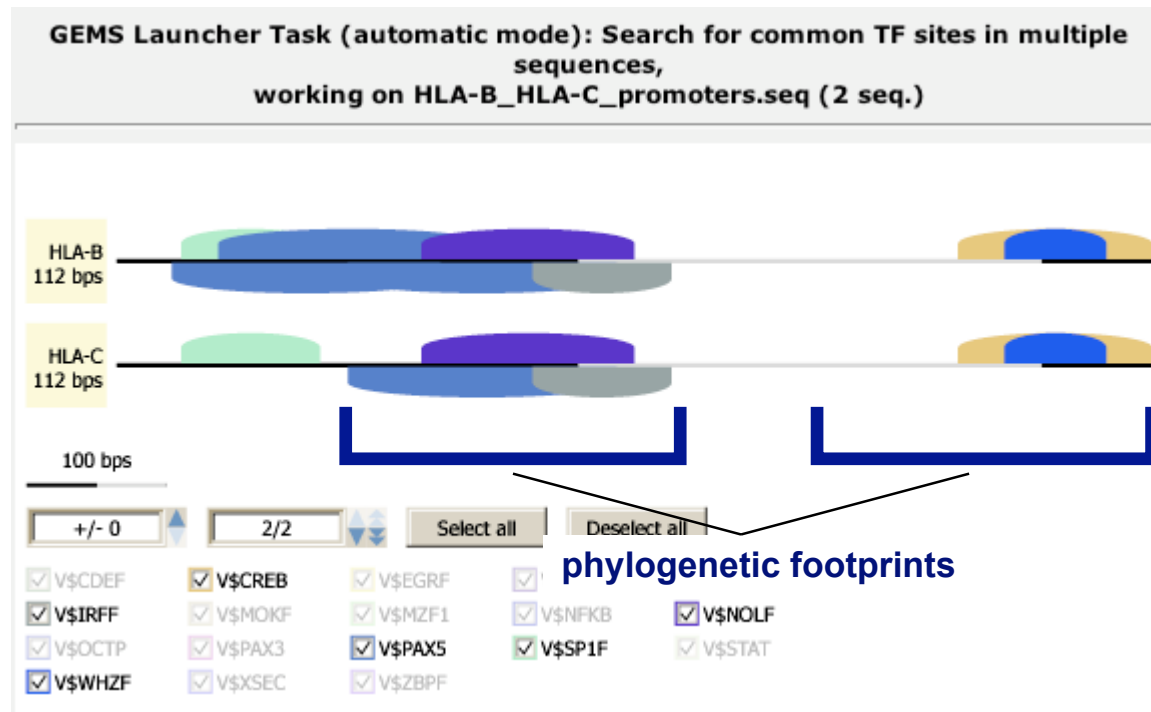 GEMS Launcher Task (automatic mode): Search for common TF sites in multiple
sequences,
working on HLA-B_HLA-C_promoters.seq (2 seq.)
HLA-B
112 bps
HLA-C
112 bps
100 bps
+/- 0 2/2 Select all Deselect all
phylogenetic footprints
V$CDEF V$CREB V$EGRF
V$IRFF V$MOKF V$MZF1 V$NFKB V$NOLF
V$OCTP V$PAX3 V$PAX5 V$SP1F V$STAT
V$WHZF V$XSEC V$ZBPF